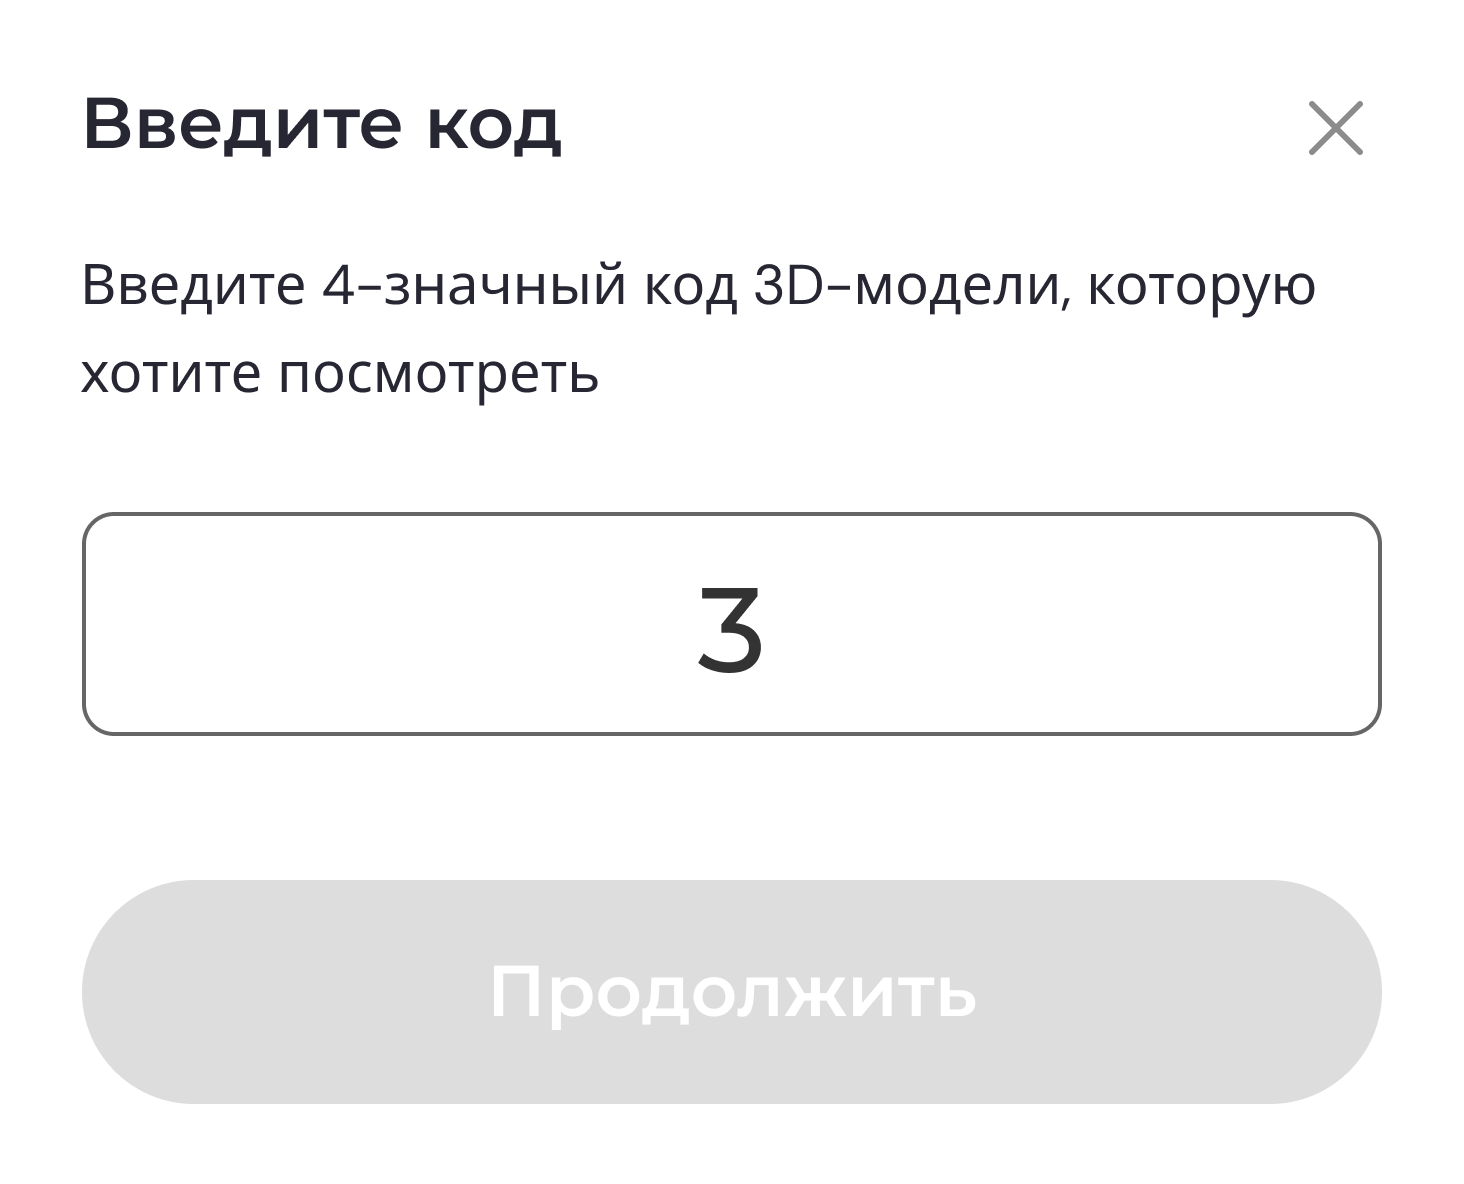 Введите код
Введите 4-значный код 3D-модели, которую
хотите посмотреть
3
Продолжить